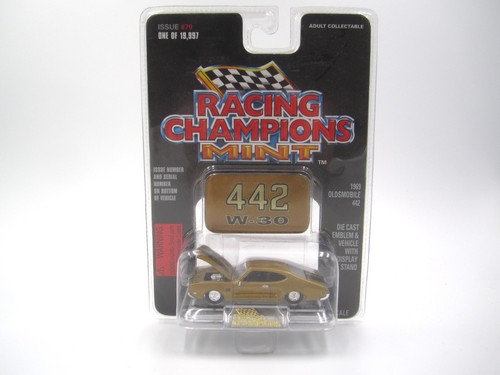 ISSUE #19
ONE OF 19,997
ADULT COLLECTABLE
RACING
CHAMPIONS
MINT
TM
ISSUE NUMBER
AND SERIAL
NUMBER
ON BOTTOM
OF VEHICLE
442
W-30
1969
OLDSMOBILE
442
DIE CAST
EMBLEM &
VEHICLE
WITH
DISPLAY
STAND